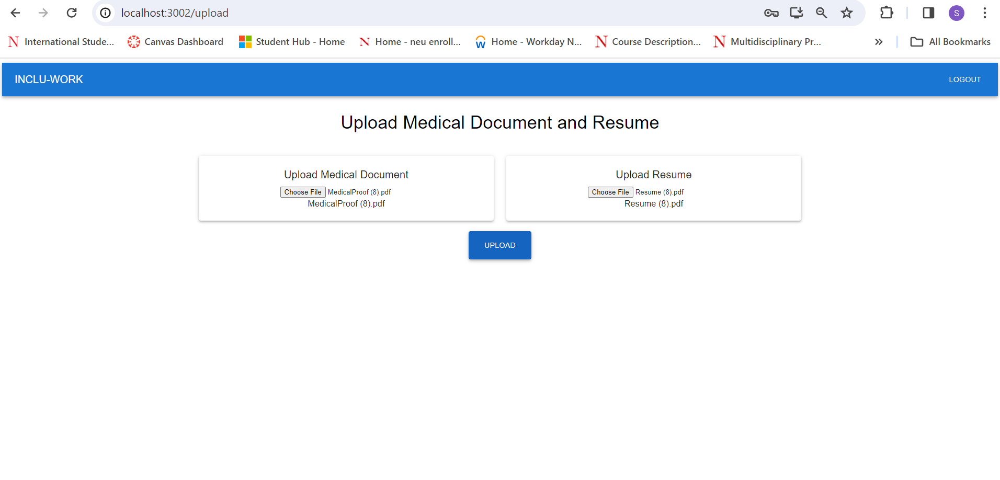 localhost:3002/upload
S
International Stude...
Canvas Dashboard
Student Hub - Home
Home - neu enroll...
Home - Workday N...
Course Description...
Multidisciplinary Pr...
All Bookmarks
INCLU-WORK
LOGOUT
Upload Medical Document and Resume
Upload Medical Document
Choose File MedicalProof (8).pdf
MedicalProof (8).pdf
Upload Resume
Choose File Resume (8).pdf
Resume (8).pdf
UPLOAD